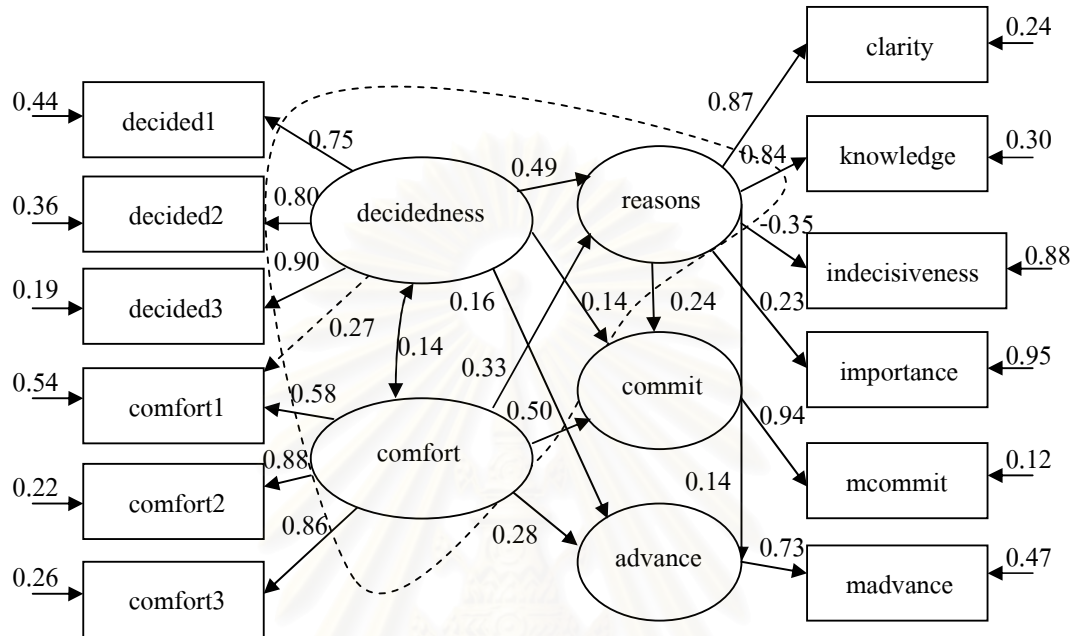 clarity
0.24
0.87
0.44
decided1
0.75
0.84
knowledge
0.30
0.49
0.36
decided2
0.80
decidedness
reasons
-0.35
indecisiveness
0.88
0.19
decided3
0.90
0.16
0.14
0.24
0.23
0.27
0.14
0.33
importance
0.95
0.54
comfort1
0.58
0.50
commit
0.94
0.22
comfort2
0.88
comfort
mcommit
0.12
0.14
0.86
0.28
0.26
comfort3
advance
0.73
madvance
0.47